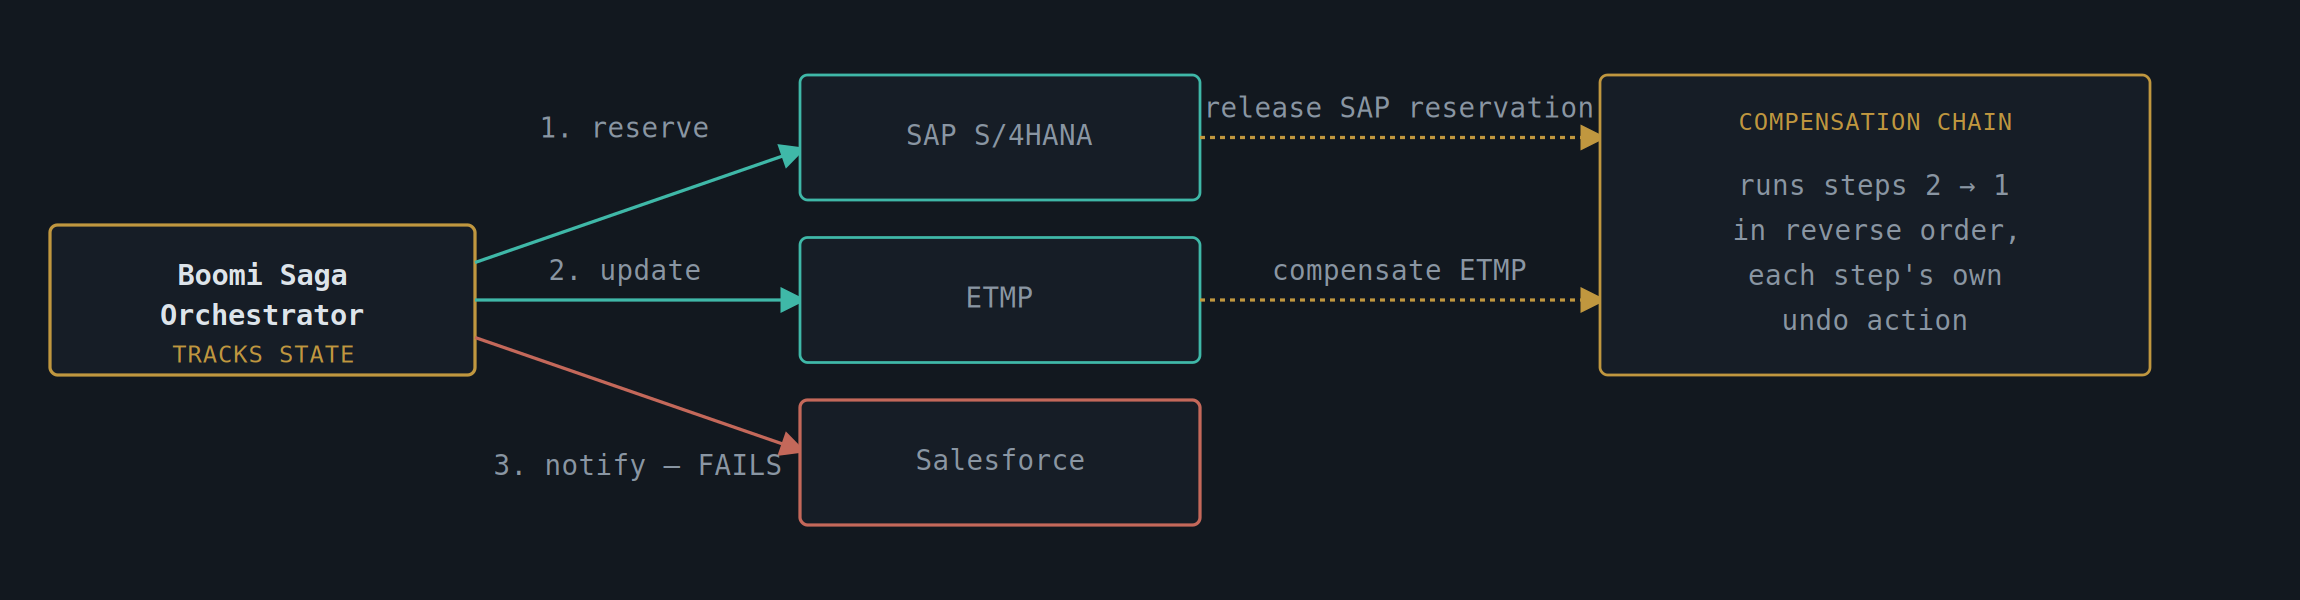 1. reserve
SAP S/4HANA
release SAP reservation
COMPENSATION CHAIN
runs steps 2 → 1
in reverse order,
each step's own
undo action
Boomi Saga
Orchestrator
TRACKS STATE
2. update
ETMP
compensate ETMP
3. notify — FAILS
Salesforce